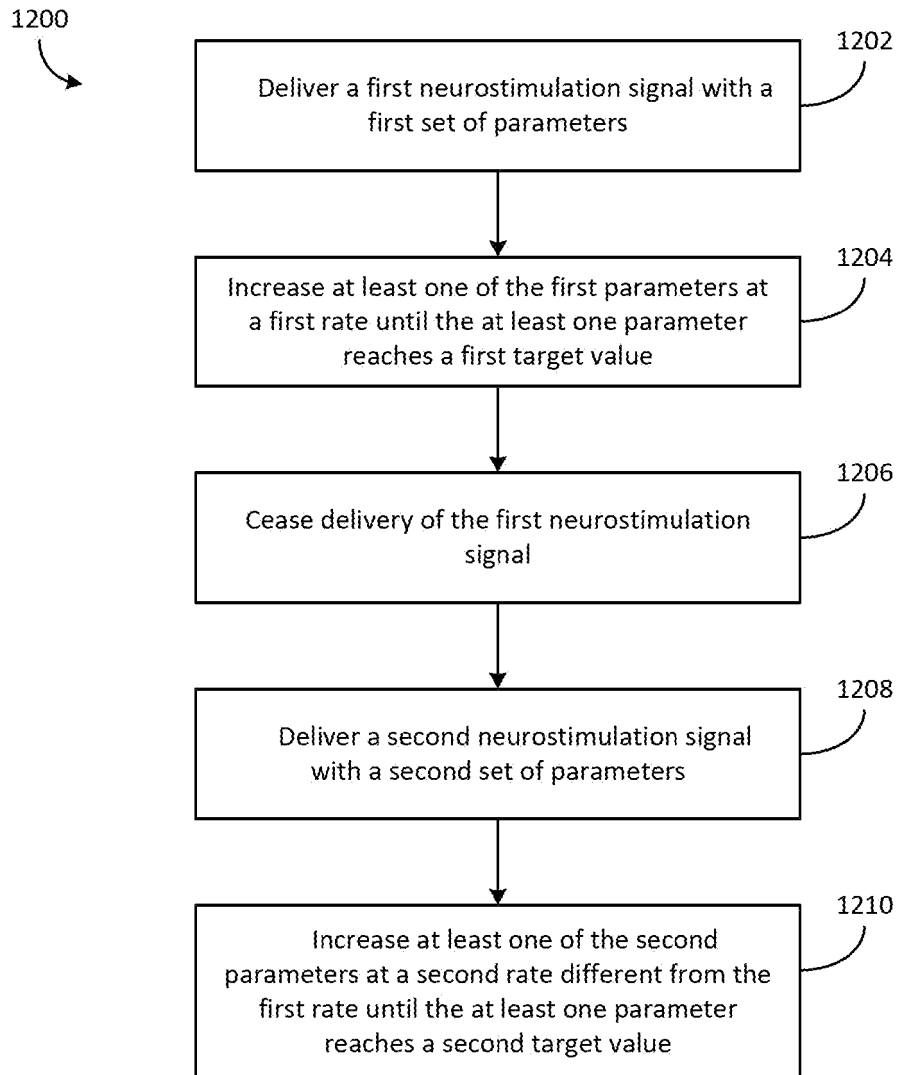 1200
1202
Deliver a first neurostimulation signal with a
first set of parameters
1204
Increase at least one of the first parameters at
a first rate until the at least one parameter
reaches a first target value
1206
Cease delivery of the first neurostimulation
signal
1208
Deliver a second neurostimulation signal
with a second set of parameters
1210
Increase at least one of the second
parameters at a second rate different from the
first rate until the at least one parameter
reaches a second target value